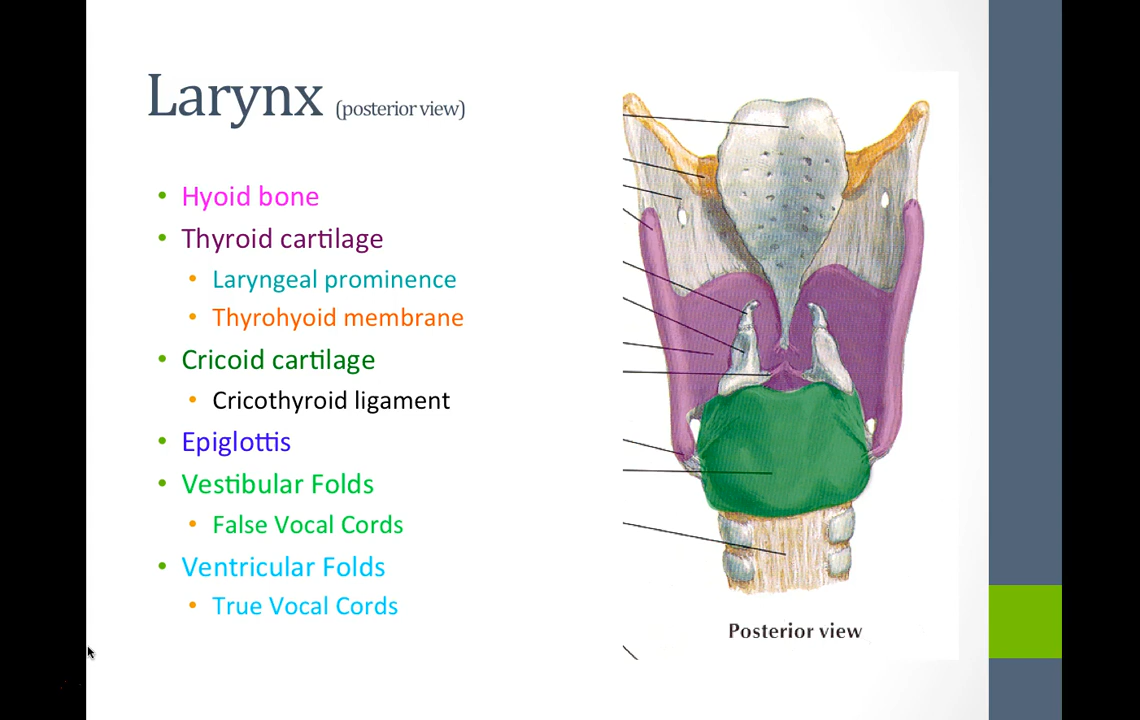 Larynx (posterior view)
• Hyoid bone
• Thyroid cartilage
• Laryngeal prominence
• Thyrohyoid membrane
• Cricoid cartilage
• Cricothyroid ligament
• Epiglottis
• Vestibular Folds
• False Vocal Cords
• Ventricular Folds
• True Vocal Cords
Posterior view